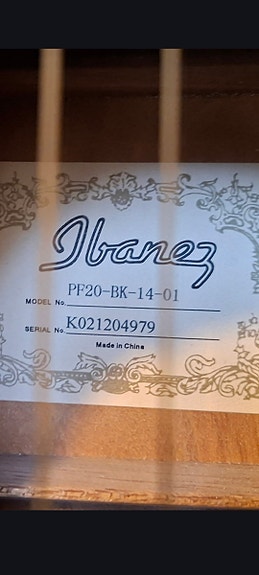 Ibanez
MODEL No. PF20-BK-14-01
SERIAL No. K021204979
Made in China